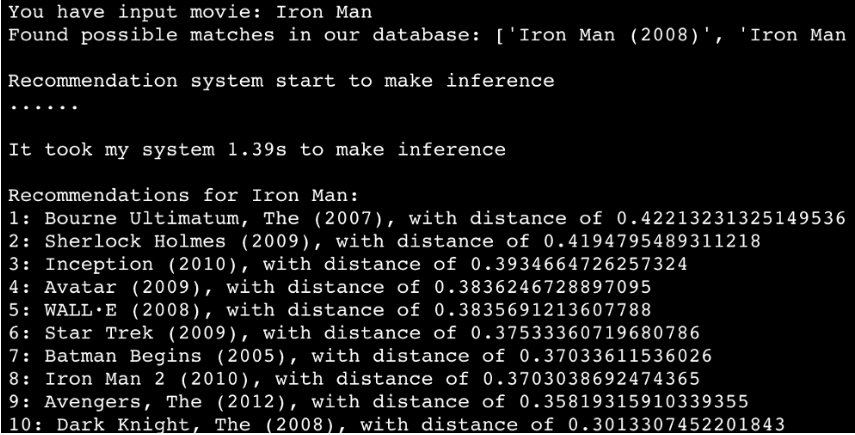 You have input movie: Iron Man
Found possible matches in our database: ['Iron Man (2008)', 'Iron Man
Recommendation system start to make inference
......
It took my system 1.39s to make inference
Recommendations for Iron Man:
1: Bourne Ultimatum, The (2007), with distance of 0.42213231325149536
2: Sherlock Holmes (2009), with distance of 0.4194795489311218
3: Inception (2010), with distance of 0.3934664726257324
4: Avatar (2009), with distance of 0.3836246728897095
5: WALL·E (2008), with distance of 0.3835691213607788
6: Star Trek (2009), with distance of 0.37533360719680786
7: Batman Begins (2005), with distance of 0.37033611536026
8: Iron Man 2 (2010), with distance of 0.3703038692474365
9: Avengers, The (2012), with distance of 0.35819315910339355
10: Dark Knight, The (2008), with distance of 0.3013307452201843